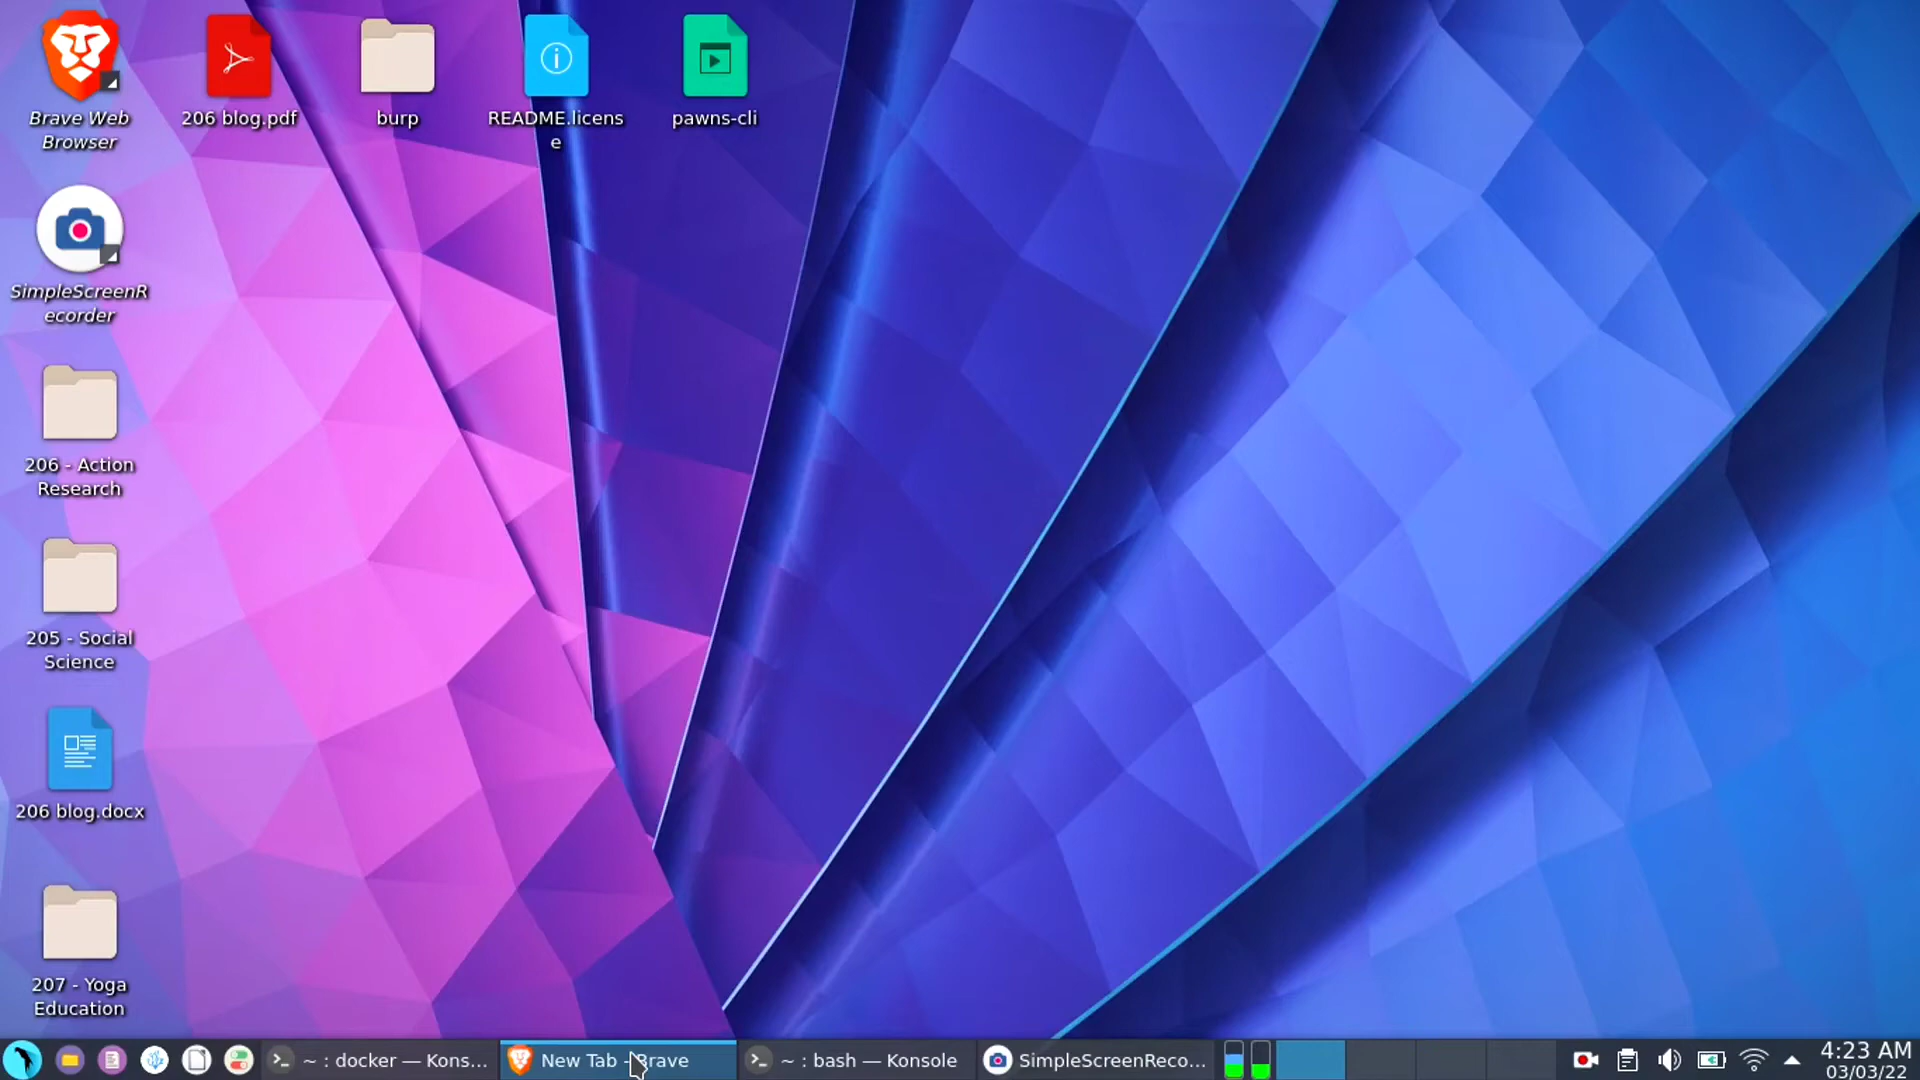 Brave Web
Browser
206 blog.pdf
burp
README.licens
e
pawns-cli
SimpleScreenR
ecorder
206 - Action
Research
205 - Social
Science
206 blog.docx
207 - Yoga
Education
~ : docker — Kons...
New Tab - Brave
~ : bash — Konsole
SimpleScreenReco...
4:23 AM
03/03/22